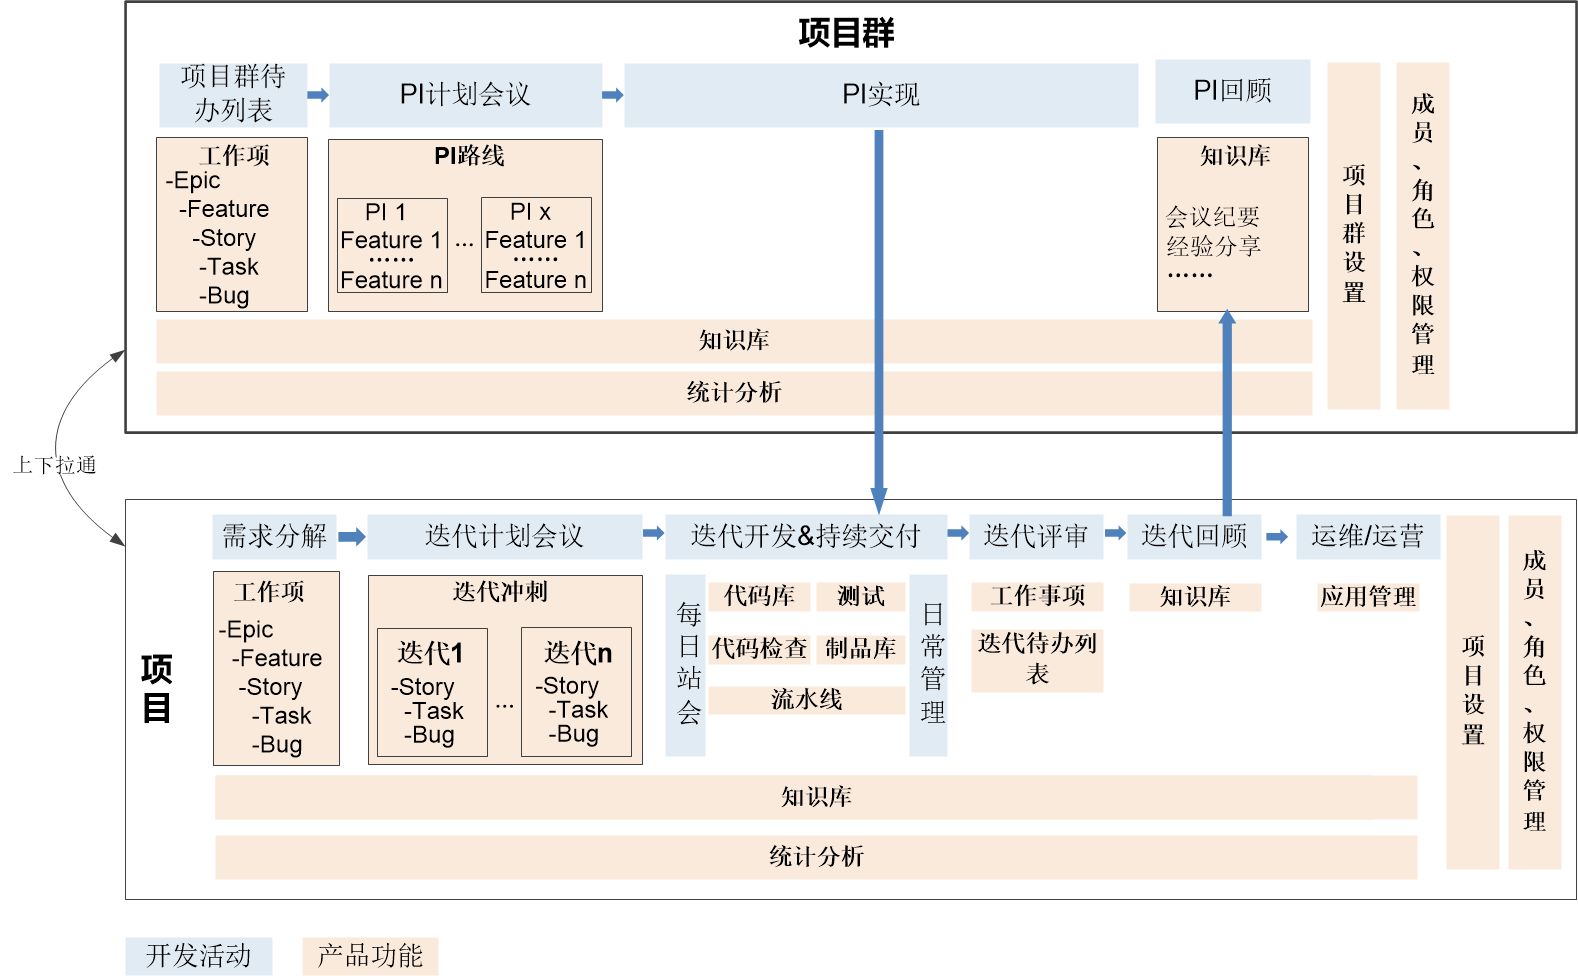 项目群
项目群待
办列表
PI计划会议
PI实现
PI回顾
工作项
-Epic
-Feature
-Story
-Task
-Bug
PI路线
PI 1
Feature 1
......
Feature n
...
PI x
Feature 1
......
Feature n
知识库
会议纪要
经验分享
......
项目群设置
成员、角色、权限管理
知识库
统计分析
上下拉通
项目
需求分解
迭代计划会议
迭代开发&持续交付
迭代评审
迭代回顾
运维/运营
工作项
-Epic
-Feature
-Story
-Task
-Bug
迭代冲刺
迭代1
-Story
-Task
-Bug
...
迭代n
-Story
-Task
-Bug
每日站会
代码库
测试
代码检查
制品库
流水线
日常管理
工作事项
迭代待办列
表
知识库
应用管理
项目设置
成员、角色、权限管理
知识库
统计分析
开发活动
产品功能